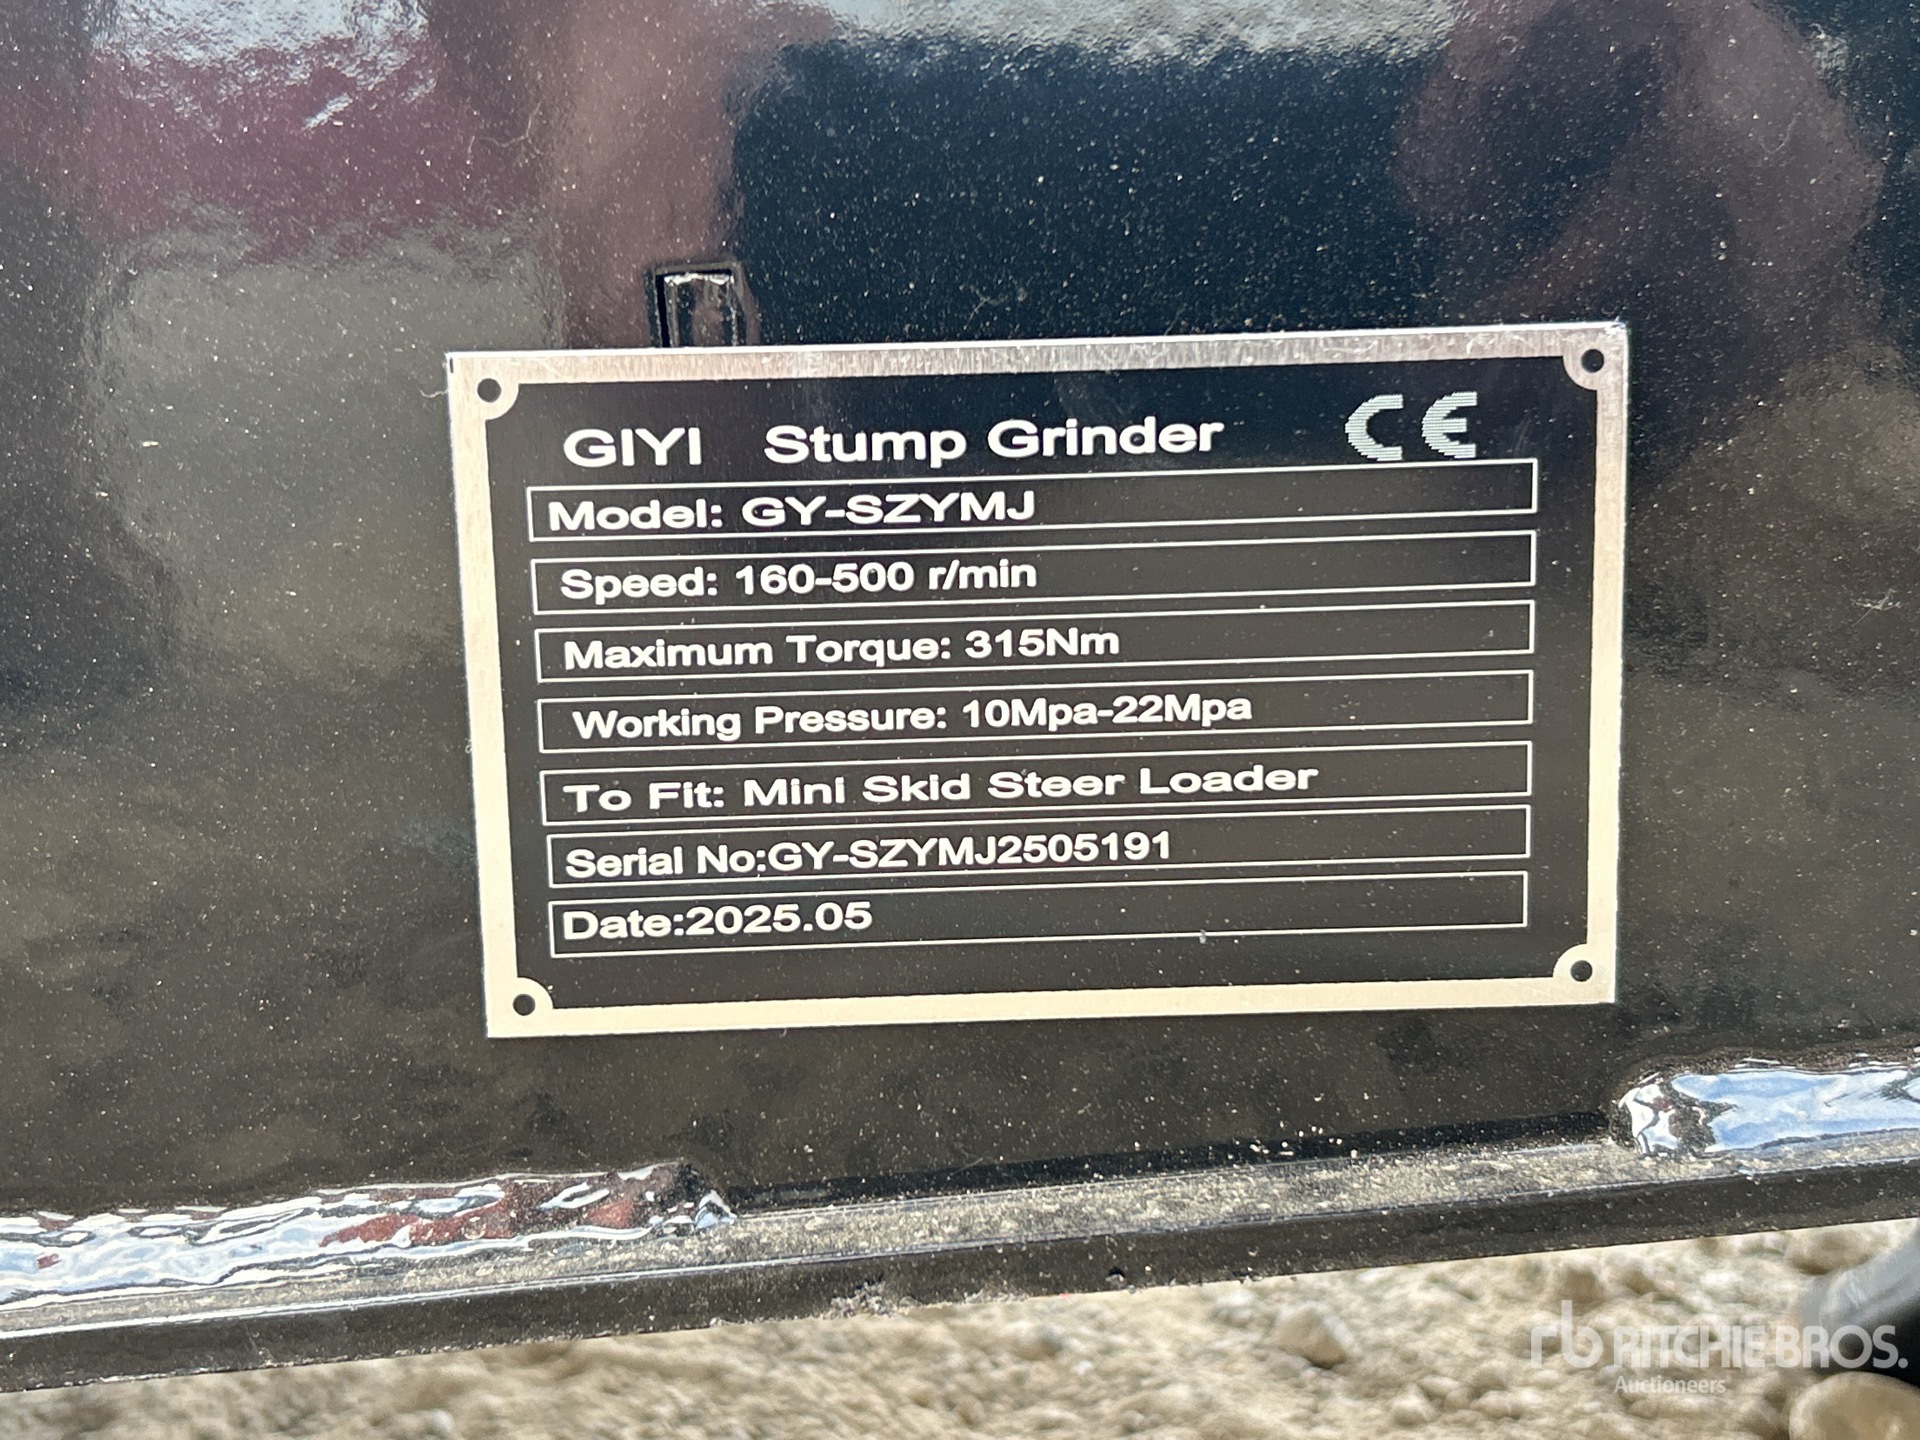 GIYI Stump Grinder CE
Model: GY-SZYMJ
Speed: 160-500 r/min
Maximum Torque: 315Nm
Working Pressure: 10Mpa-22Mpa
To Fit: Mini Skid Steer Loader
Serial No:GY-SZYMJ2505191
Date:2025.05
rb RITCHIE BROS.
Auctioneers